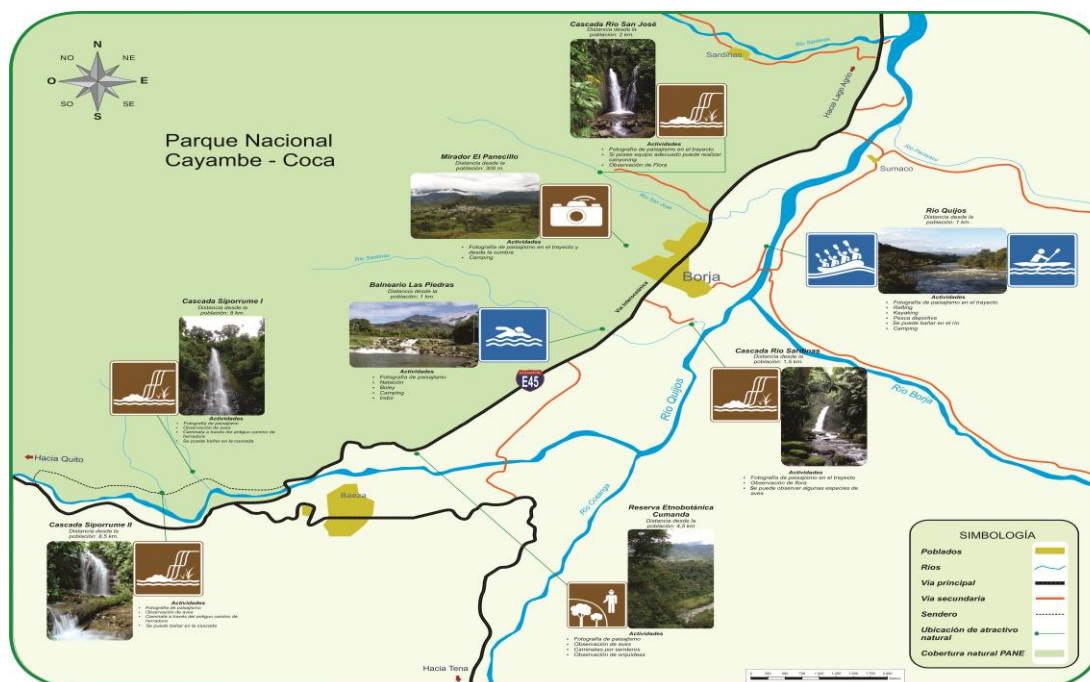 N
NO
NE
O
E
SO
SE
S
Parque Nacional
Cayambe - Coca
Cascada Río San José
Distancia desde la
población: 2 km.
Actividades
• Fotografía de paisajismo en el trayecto
• Si posee equipo adecuado puede realizar
canyoning
• Observación de Flora
Sardinas
Río Sardinas
Hacia Lago Agrio
Mirador El Panecillo
Distancia desde la
población: 300 m.
Actividades
• Fotografía de paisajismo en el trayecto y
desde la cumbre
• Camping
Río San José
Sumaco
Río Quijos
Distancia desde la
población: 1 km.
Actividades
• Fotografía de paisajismo en el trayecto
• Rafting
• Kayaking
• Pesca deportiva
• Se puede bañar en el río
• Camping
Borja
Vía Interoceánica
Río Sardinas
Balneario Las Piedras
Distancia desde la
población: 1 km.
Actividades
• Fotografía de paisajismo
• Natación
• Boley
• Camping
• Indor
E45
Cascada Siporrume I
Distancia desde la
población: 8 km.
Actividades
• Fotografía de paisajismo
• Observación de aves
• Caminata a través del antiguo camino de
herradura
• Se puede bañar en la cascada
Cascada Río Sardinas
Distancia desde la
población: 1,5 km.
Actividades
• Fotografía de paisajismo en el trayecto
• Observación de flora
• Se puede observar algunas especies de
aves
Río Quijos
Río Borja
Hacia Quito
Baeza
Río Cosanga
Cascada Siporrume II
Distancia desde la
población: 8,5 km.
Actividades
• Fotografía de paisajismo
• Observación de aves
• Caminata a través del antiguo camino de
herradura
• Se puede bañar en la cascada
Reserva Etnobotánica
Cumanda
Distancia desde la
población: 4,5 km
Actividades
• Fotografía de paisajismo
• Observación de aves
• Caminatas por senderos
• Observación de orquídeas
Hacia Tena
SIMBOLOGÍA
Poblados
Ríos
Vía principal
Vía secundaria
Sendero
Ubicación de atractivo
natural
Cobertura natural PANE